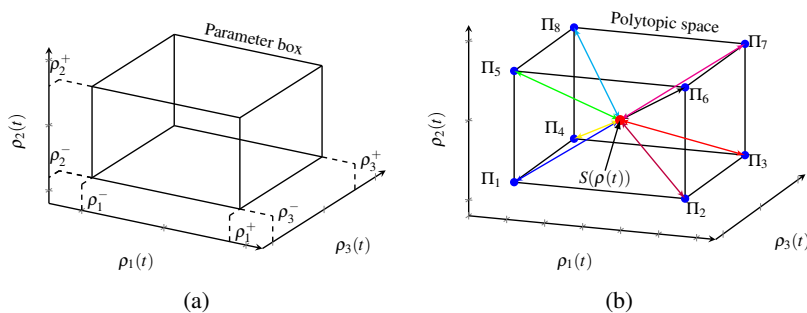 Parameter box
ρ₂⁺
ρ₂(t)
ρ₂⁻
ρ₁⁻
ρ₁⁺
ρ₃⁻
ρ₃⁺
ρ₁(t)
ρ₃(t)
(a)
Polytopic space
Π₈
Π₇
Π₅
Π₆
Π₄
Π₃
S(ρ(t))
Π₁
Π₂
ρ₂(t)
ρ₁(t)
ρ₃(t)
(b)